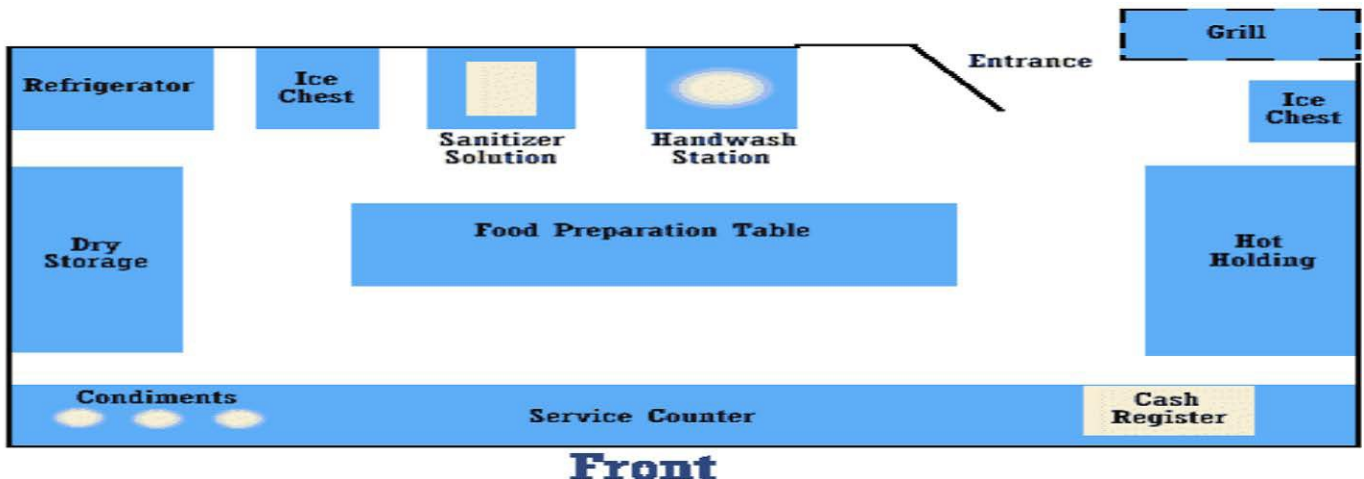 Grill
Entrance
Refrigerator
Ice
Chest
Ice
Chest
Sanitizer
Solution
Handwash
Station
Food Preparation Table
Dry
Storage
Hot
Holding
Condiments
Service Counter
Cash
Register
Front